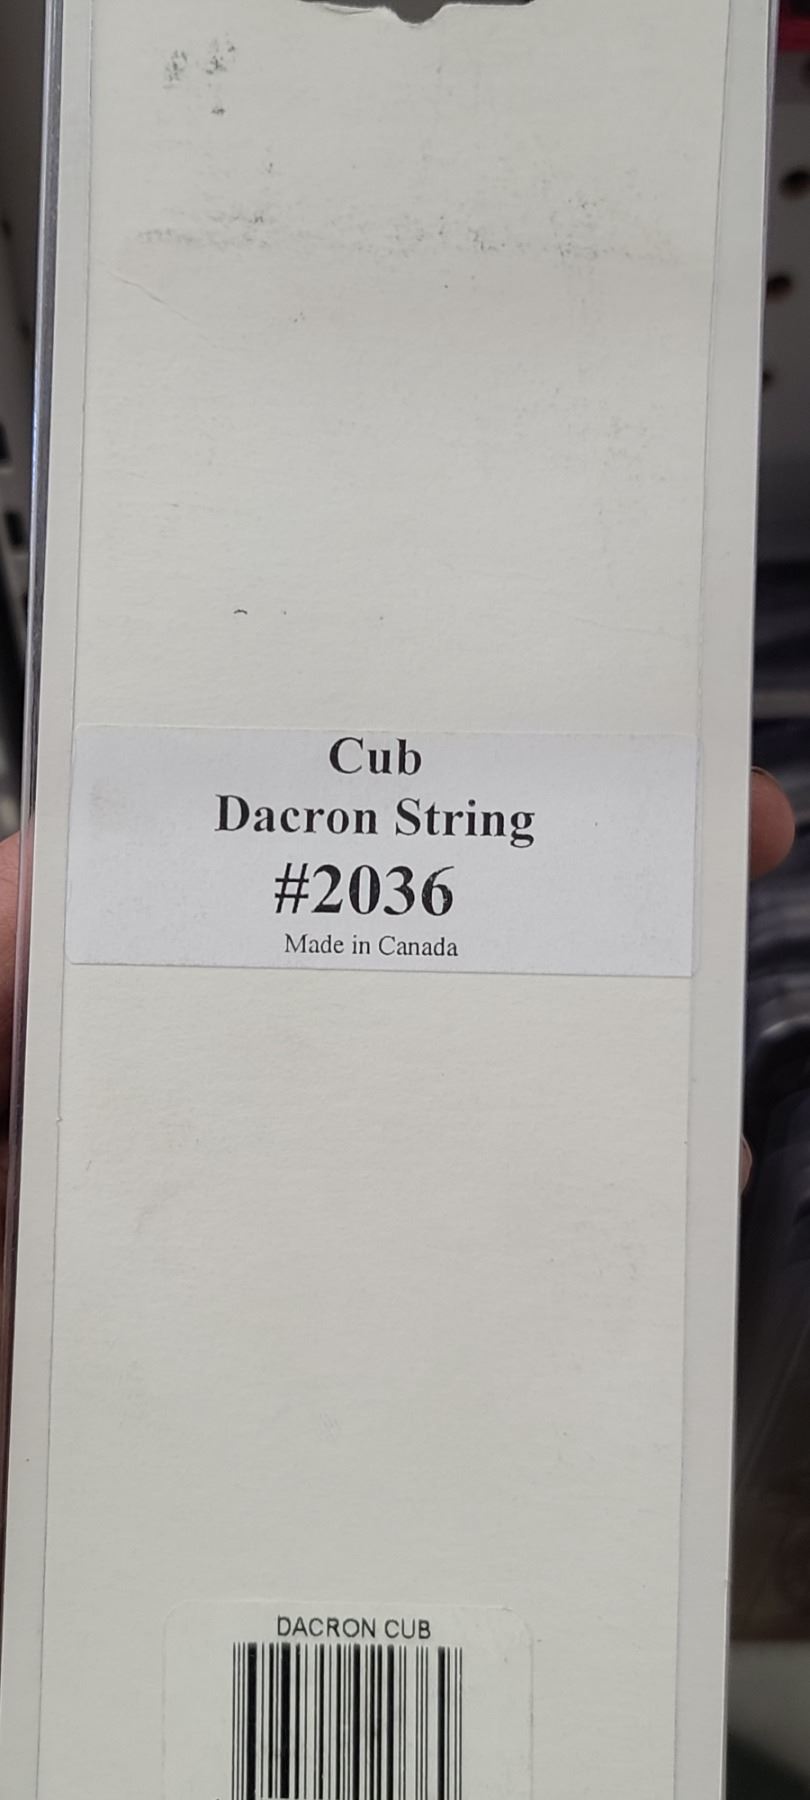 Cub
Dacron String
#2036
Made in Canada
DACRON CUB